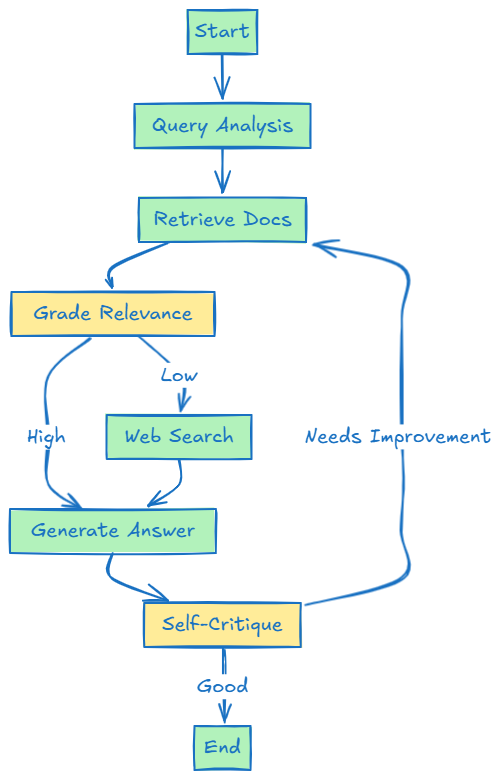 Start
Query Analysis
Retrieve Docs
Grade Relevance
Low
High
Web Search
Needs Improvement
Generate Answer
Self-Critique
Good
End